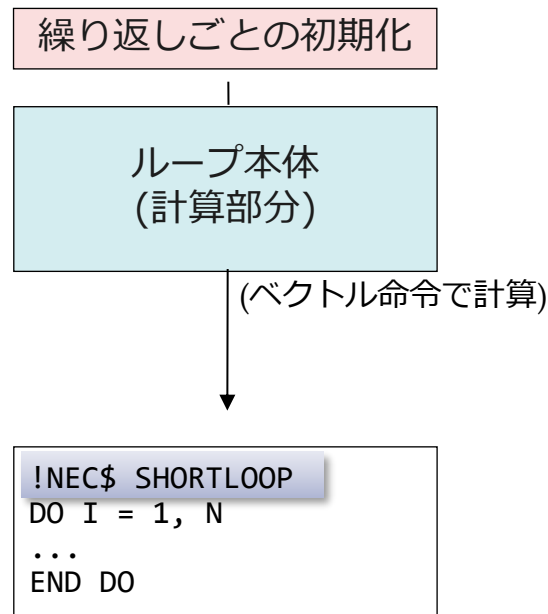 繰り返しごとの初期化
ループ本体
(計算部分)
(ベクトル命令で計算)
!NEC$ SHORTLOOP
DO I = 1, N
...
END DO